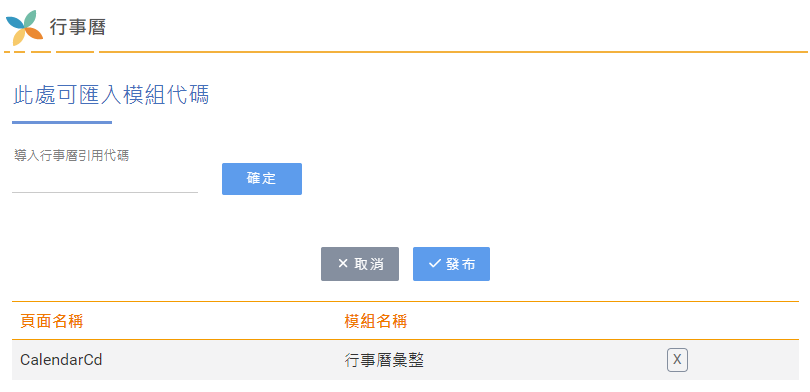 行事曆
此處可匯入模組代碼
導入行事曆引用代碼
確定
取消 發布
頁面名稱 模組名稱
CalendarCd 行事曆彙整 X